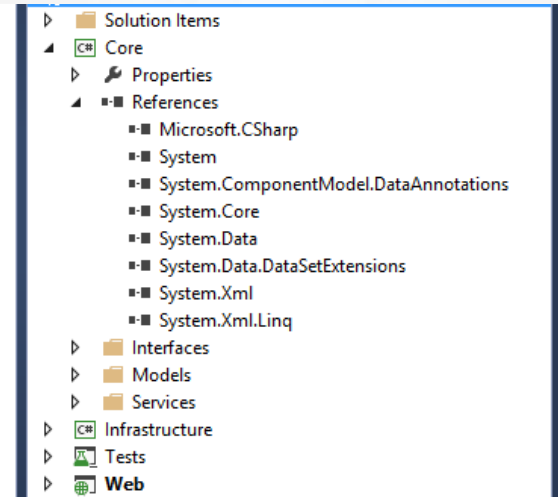 Solution Items
C# Core
Properties
References
Microsoft.CSharp
System
System.ComponentModel.DataAnnotations
System.Core
System.Data
System.Data.DataSetExtensions
System.Xml
System.Xml.Linq
Interfaces
Models
Services
C# Infrastructure
Tests
Web